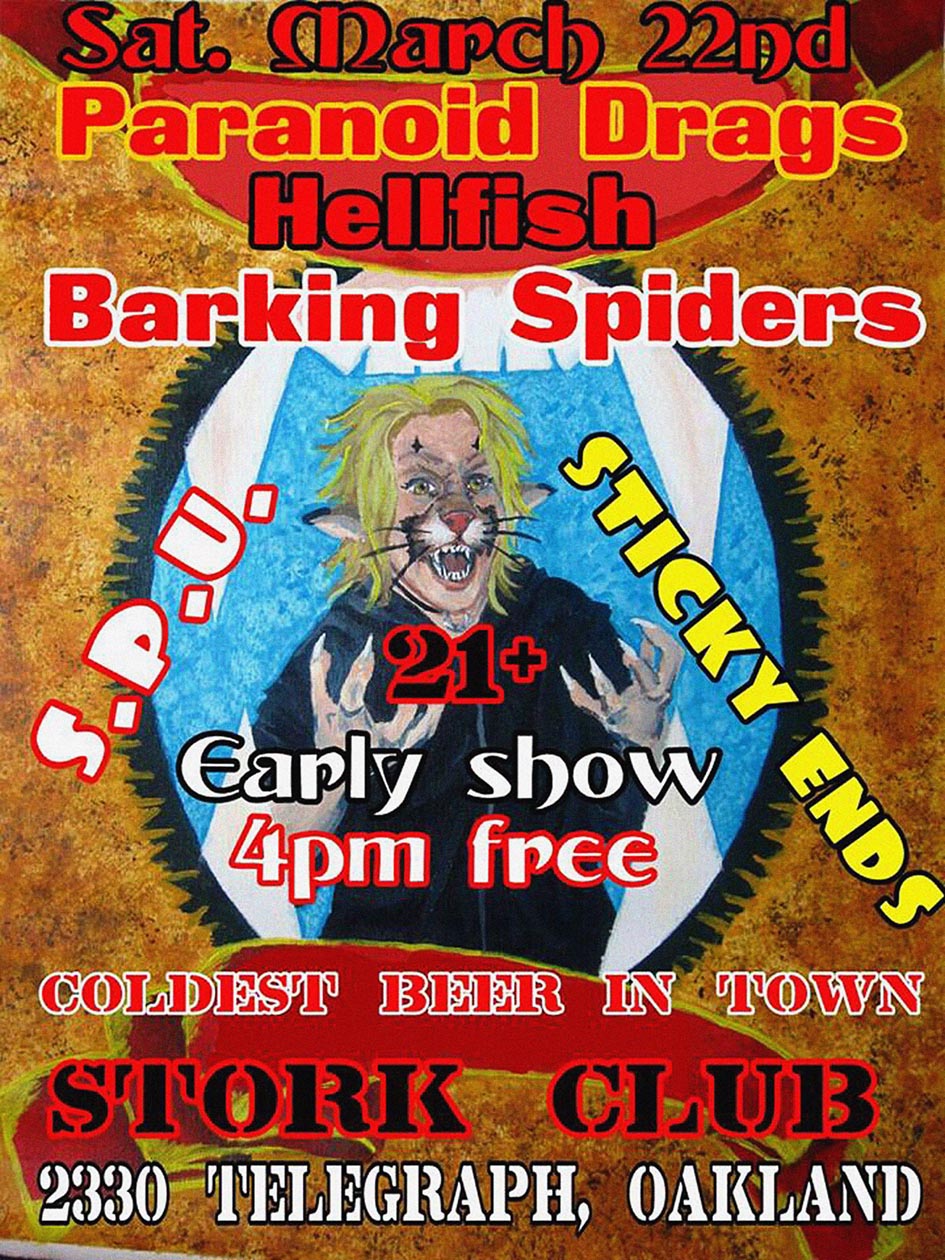 Sat. March 22nd
Paranoid Drags
Hellfish
Barking Spiders
S.P.U.
STICKY ENDS
21+
Early show
4pm free
COLDEST BEER IN TOWN
STORK CLUB
2330 TELEGRAPH, OAKLAND